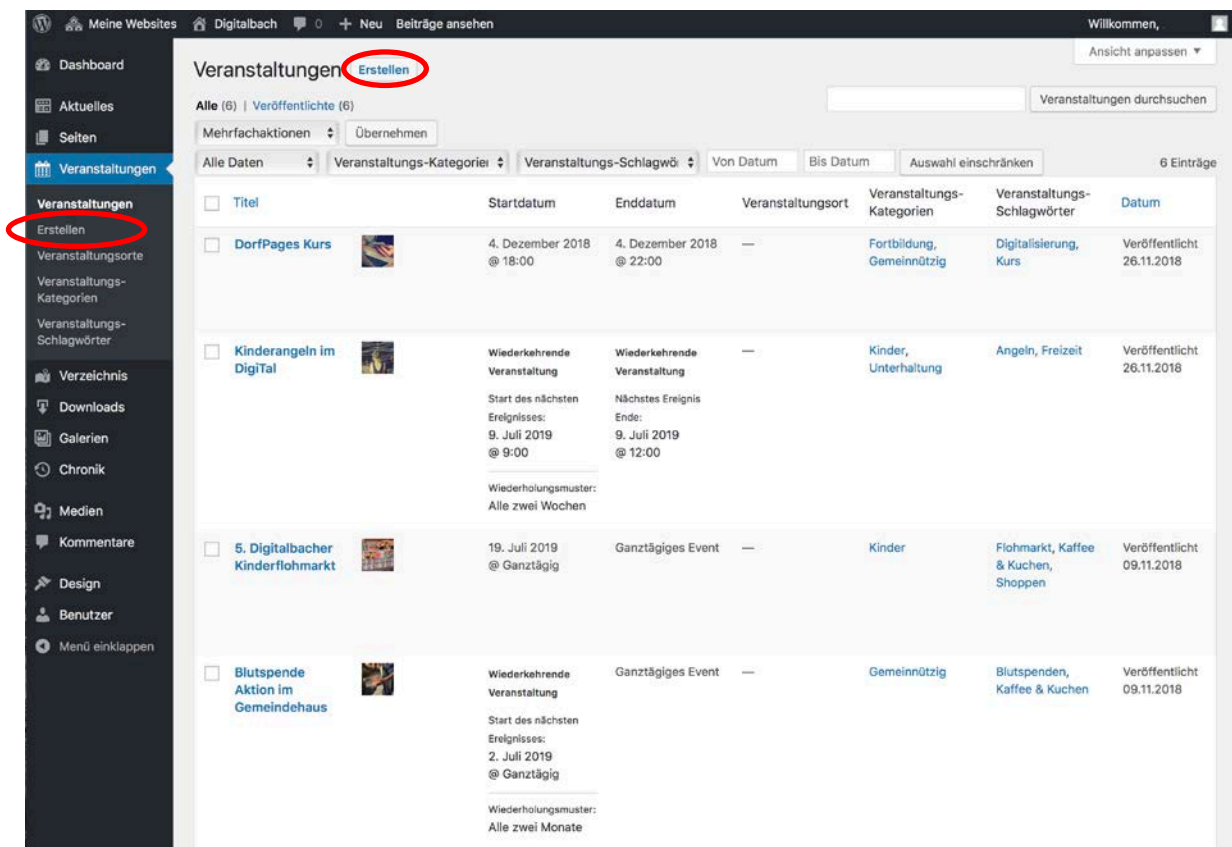 Meine Websites Digitalbach 0 + Neu Beiträge ansehen Willkommen,
Ansicht anpassen ▼
Dashboard
Aktuelles
Seiten
Veranstaltungen
Veranstaltungen
Erstellen
Veranstaltungsorte
Veranstaltungs-
Kategorien
Veranstaltungs-
Schlagwörter
Verzeichnis
Downloads
Galerien
Chronik
Medien
Kommentare
Design
Benutzer
Menü einklappen
Veranstaltungen Erstellen
Alle (6) | Veröffentlichte (6)
Veranstaltungen durchsuchen
Mehrfachaktionen Übernehmen
Alle Daten Veranstaltungs-Kategorie Veranstaltungs-Schlagwö Von Datum Bis Datum Auswahl einschränken 6 Einträge
Titel Startdatum Enddatum Veranstaltungsort Veranstaltungs-
Kategorien
Veranstaltungs-
Schlagwörter
Datum
DorfPages Kurs
4. Dezember 2018
@ 18:00
4. Dezember 2018
@ 22:00
—
Fortbildung,
Gemeinnützig
Digitalisierung,
Kurs
Veröffentlicht
26.11.2018
Kinderangeln im
DigiTal
Wiederkehrende
Veranstaltung
Start des nächsten
Ereignisses:
9. Juli 2019
@ 9:00
Wiederholungsmuster:
Alle zwei Wochen
Wiederkehrende
Veranstaltung
Nächstes Ereignis
Ende:
9. Juli 2019
@ 12:00
—
Kinder,
Unterhaltung
Angeln, Freizeit
Veröffentlicht
26.11.2018
5. Digitalbacher
Kinderflohmarkt
19. Juli 2019
@ Ganztägig
Ganztägiges Event
—
Kinder
Flohmarkt, Kaffee
& Kuchen,
Shoppen
Veröffentlicht
09.11.2018
Blutspende
Aktion im
Gemeindehaus
Wiederkehrende
Veranstaltung
Start des nächsten
Ereignisses:
2. Juli 2019
@ Ganztägig
Wiederholungsmuster:
Alle zwei Monate
Ganztägiges Event
—
Gemeinnützig
Blutspenden,
Kaffee & Kuchen
Veröffentlicht
09.11.2018